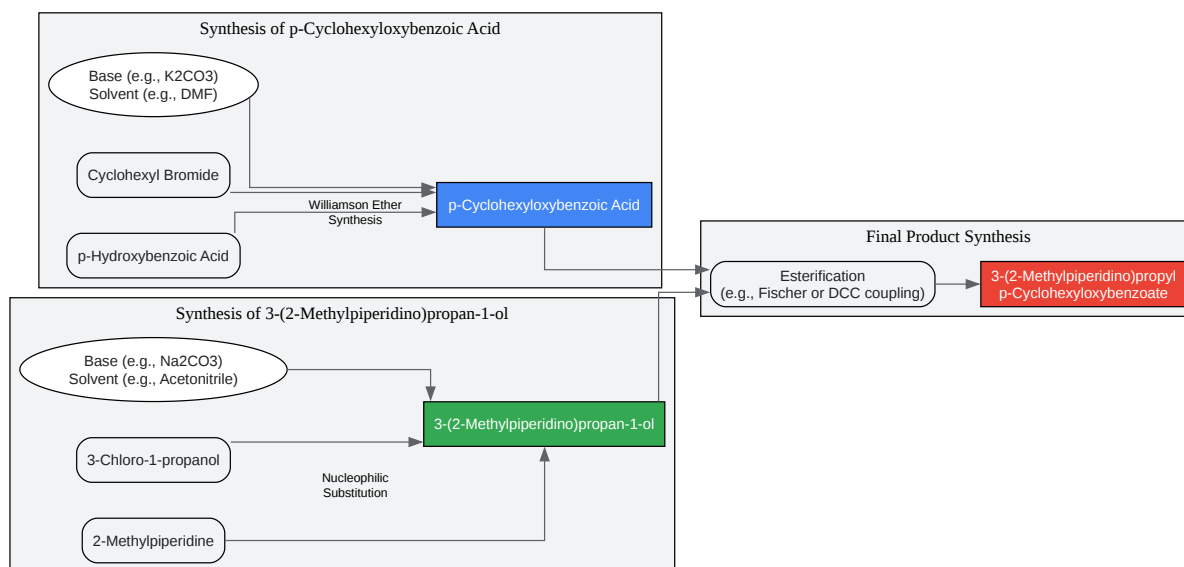 Synthesis of p-Cyclohexyloxybenzoic Acid
Base (e.g., K2CO3)
Solvent (e.g., DMF)
Cyclohexyl Bromide
p-Cyclohexyloxybenzoic Acid
Williamson Ether
Synthesis
p-Hydroxybenzoic Acid
Final Product Synthesis
Esterification
(e.g., Fischer or DCC coupling)
3-(2-Methylpiperidino)propyl
p-Cyclohexyloxybenzoate
Synthesis of 3-(2-Methylpiperidino)propan-1-ol
Base (e.g., Na2CO3)
Solvent (e.g., Acetonitrile)
3-(2-Methylpiperidino)propan-1-ol
3-Chloro-1-propanol
Nucleophilic
Substitution
2-Methylpiperidine